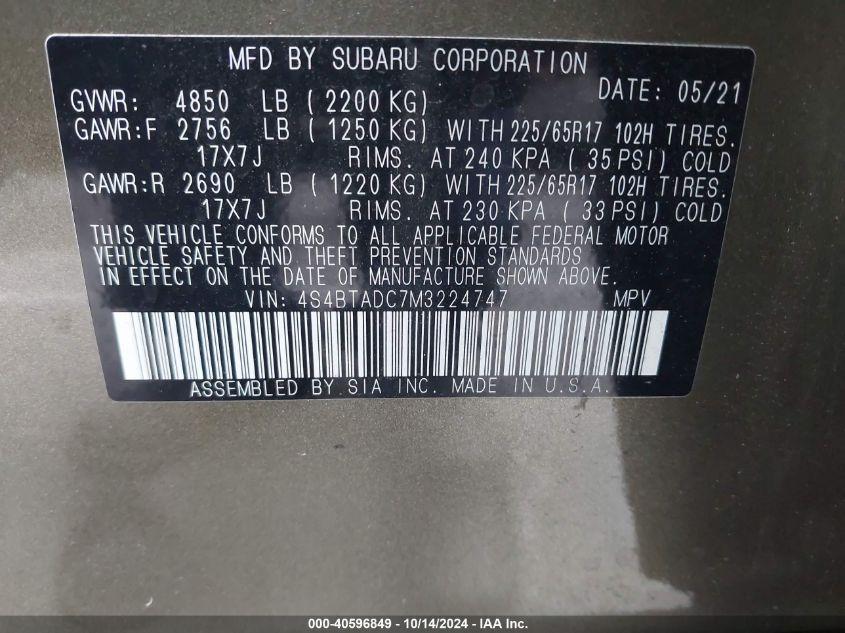 MFD BY SUBARU CORPORATION
GVWR: 4850 LB ( 2200 KG) DATE: 05/21
GAWR:F 2756 LB ( 1250 KG) WITH 225/65R17 102H TIRES.
17X7J RIMS. AT 240 KPA ( 35 PSI) COLD
GAWR:R 2690 LB ( 1220 KG) WITH 225/65R17 102H TIRES.
17X7J RIMS. AT 230 KPA ( 33 PSI) COLD
THIS VEHICLE CONFORMS TO ALL APPLICABLE FEDERAL MOTOR
VEHICLE SAFETY AND THEFT PREVENTION STANDARDS
IN EFFECT ON THE DATE OF MANUFACTURE SHOWN ABOVE.
VIN: 4S4BTADC7M3224747 MPV
ASSEMBLED BY SIA INC. MADE IN U.S.A.
000-40596849 - 10/14/2024 - IAA Inc.